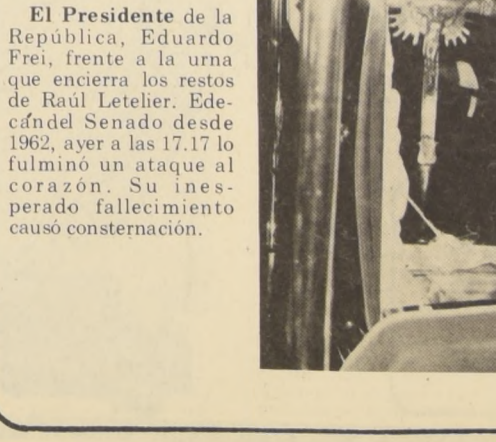 El Presidente de la
República, Eduardo
Frei, frente a la urna
que encierra los restos
de Raúl Letelier. Ede-
cándel Senado desde
1962, ayer a las 17.17 lo
fulminó un ataque al
corazón. Su ines-
perado fallecimiento
causó consternación.